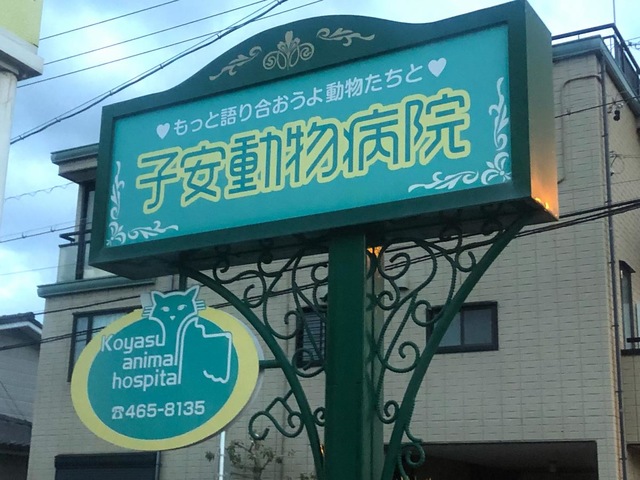 ♥もっと語り合おうよ動物たちと♥
子安動物病院
Koyasu
animal
hospital
☎465-8135